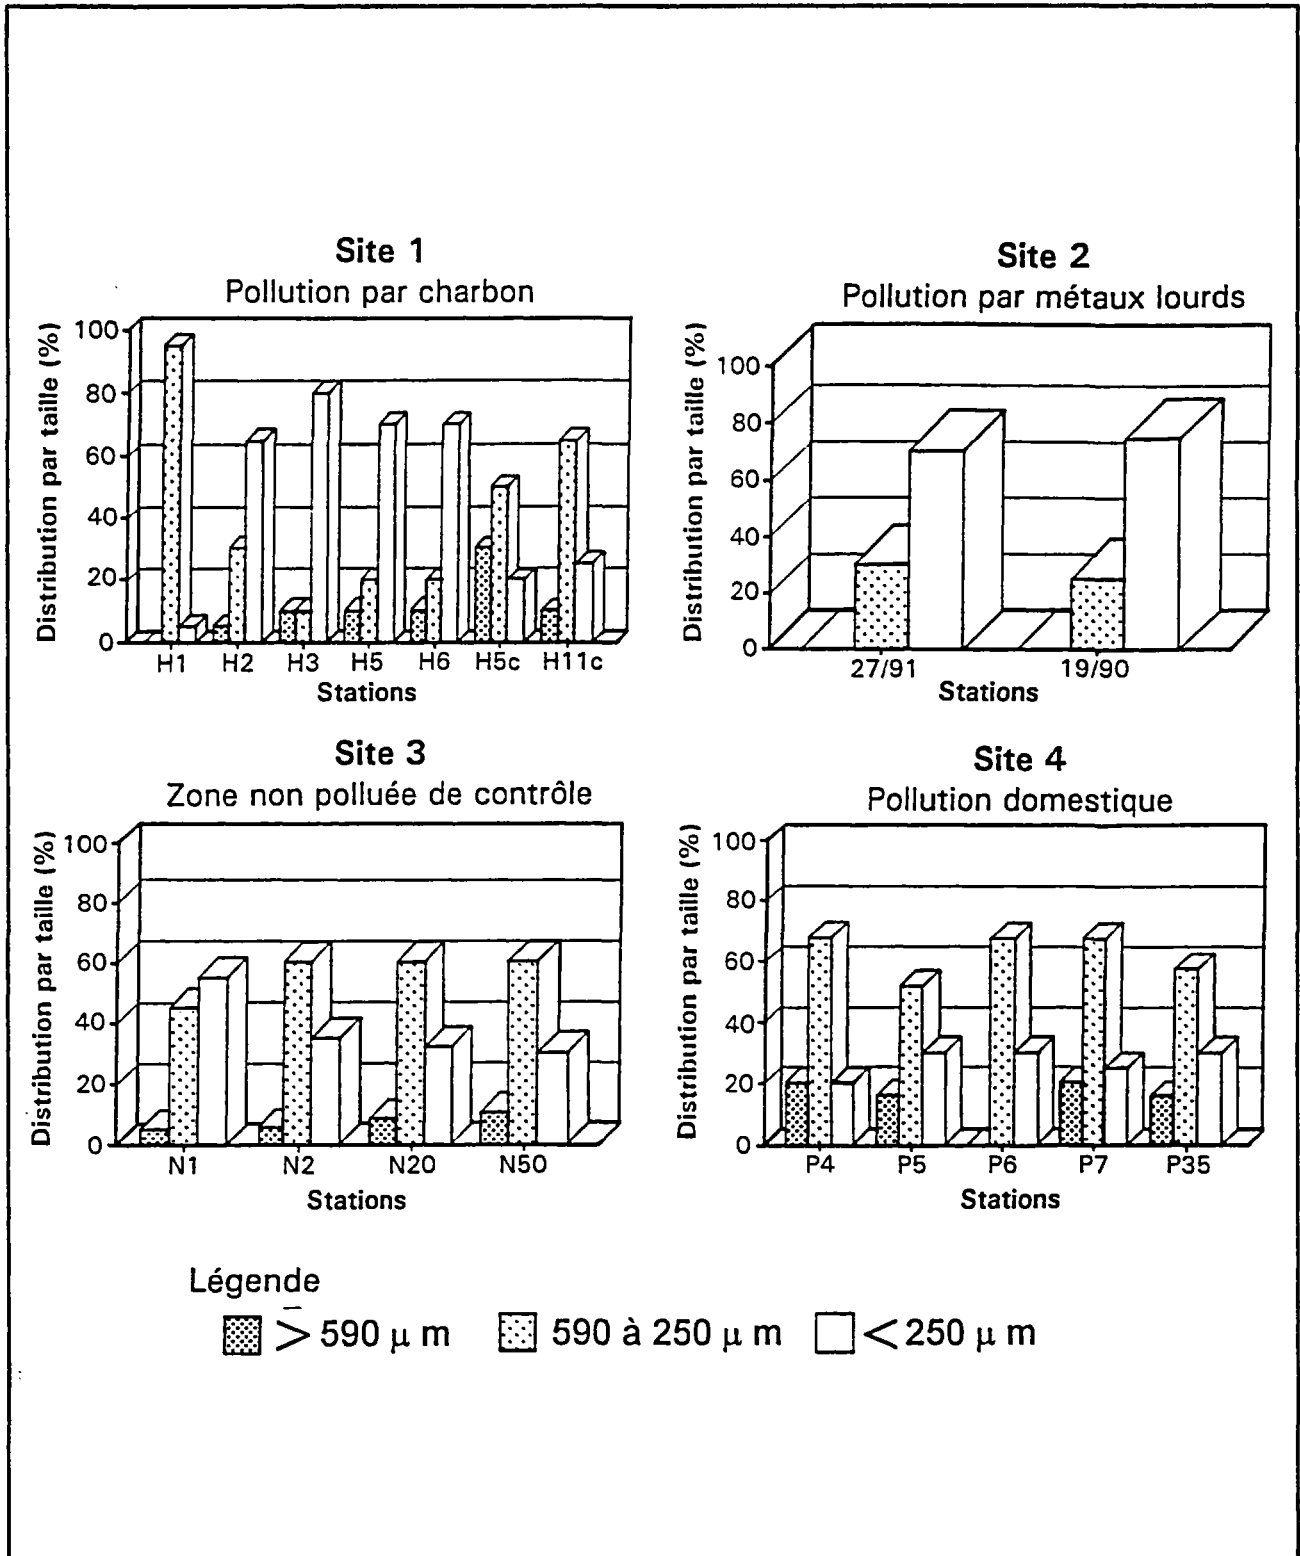 Site 1
Pollution par charbon
Distribution par taille (%)
100
80
60
40
20
0
H1 H2 H3 H5 H6 H5c H11c
Stations
Site 2
Pollution par métaux lourds
Distribution par taille (%)
100
80
60
40
20
0
27/91 19/90
Stations
Site 3
Zone non polluée de contrôle
Distribution par taille (%)
100
80
60
40
20
0
N1 N2 N20 N50
Stations
Site 4
Pollution domestique
Distribution par taille (%)
100
80
60
40
20
0
P4 P5 P6 P7 P35
Stations
Légende
> 590 μ m 590 à 250 μ m < 250 μ m